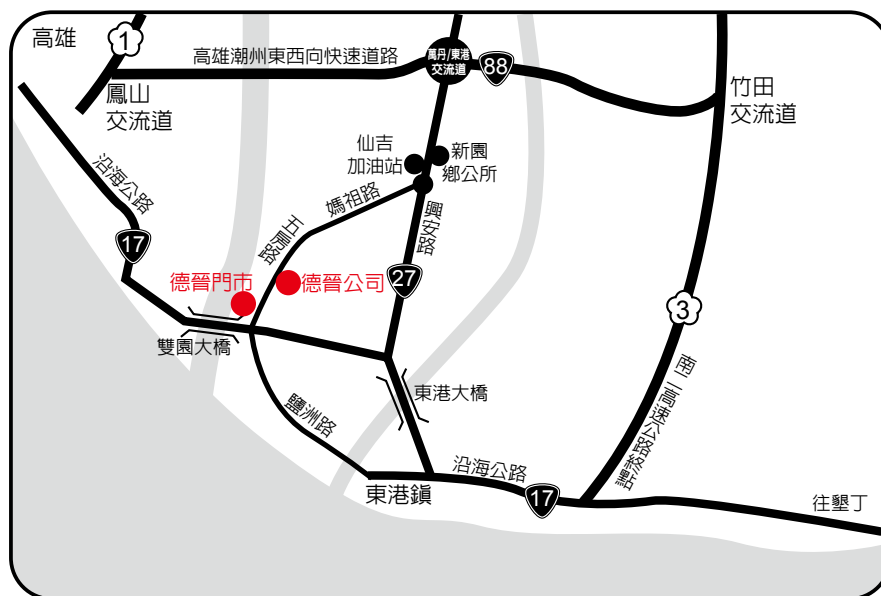 高雄
1
高雄潮州東西向快速道路
萬丹/東港
交流道
88
鳳山
交流道
竹田
交流道
仙吉
加油站
新園
鄉公所
沿海公路
17
媽祖路
五房路
興安路
27
德晉門市
德晉公司
3
雙園大橋
東港大橋
南二高速公路
鹽洲路
沿海公路
17
東港鎮
往墾丁